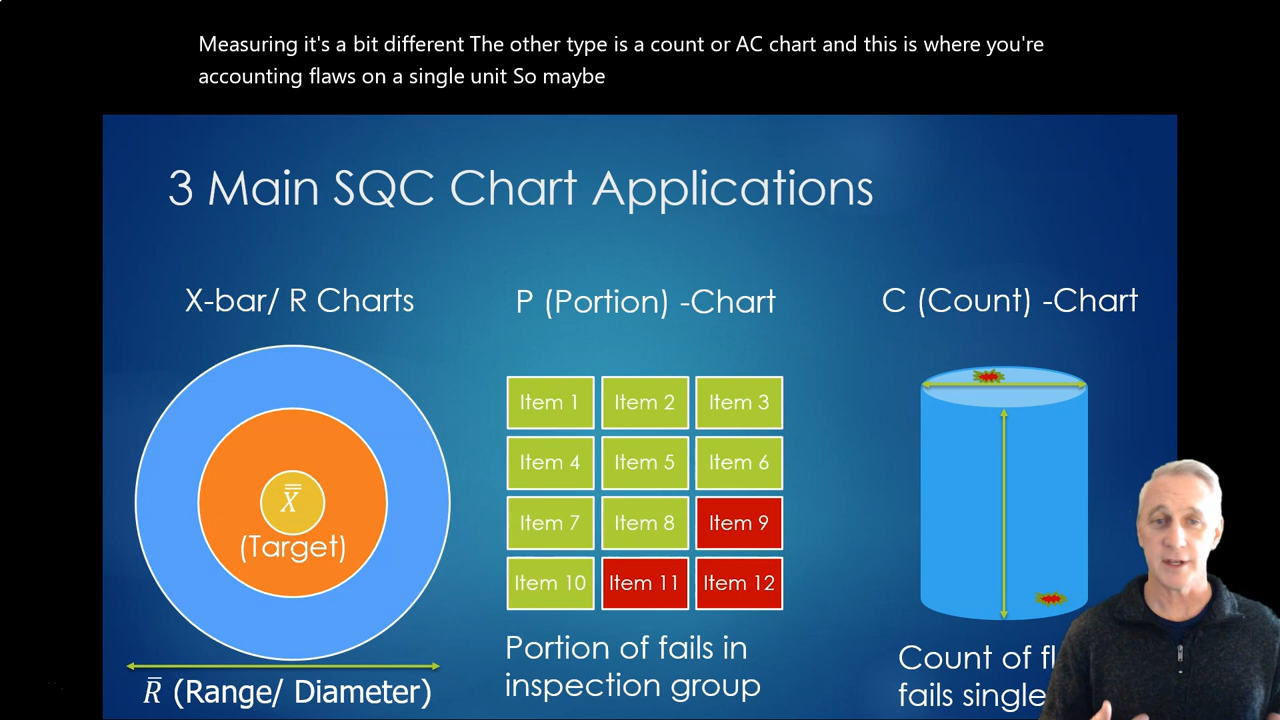 Measuring it's a bit different The other type is a count or AC chart and this is where you're
accounting flaws on a single unit So maybe
3 Main SQC Chart Applications
X-bar/ R Charts
P (Portion) -Chart
C (Count) -Chart
X̿
(Target)
R̅ (Range/ Diameter)
Item 1 Item 2 Item 3
Item 4 Item 5 Item 6
Item 7 Item 8 Item 9
Item 10 Item 11 Item 12
Portion of fails in
inspection group
Count of
fails single